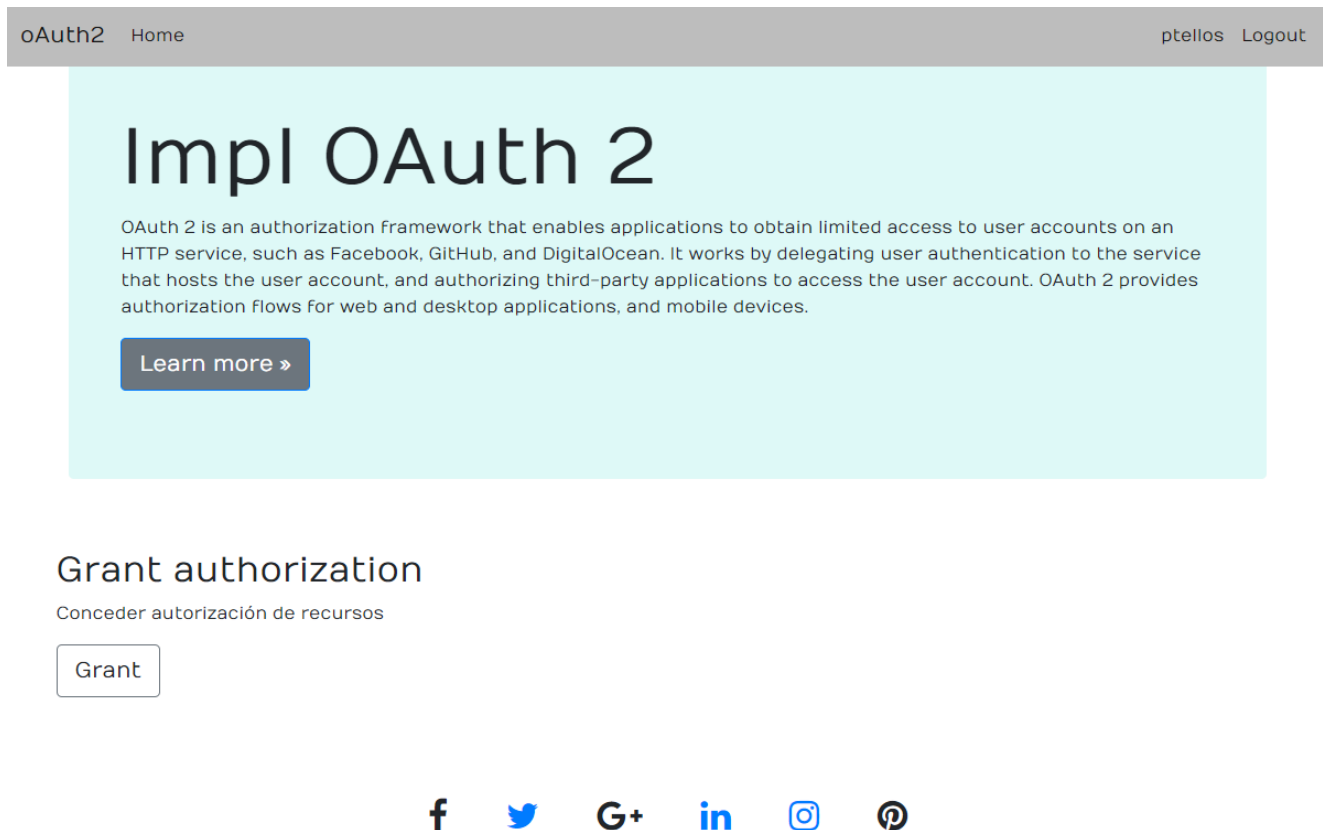 oAuth2 Home ptellos Logout
Impl OAuth 2
OAuth 2 is an authorization framework that enables applications to obtain limited access to user accounts on an
HTTP service, such as Facebook, GitHub, and DigitalOcean. It works by delegating user authentication to the service
that hosts the user account, and authorizing third-party applications to access the user account. OAuth 2 provides
authorization flows for web and desktop applications, and mobile devices.
Learn more »
Grant authorization
Conceder autorización de recursos
Grant